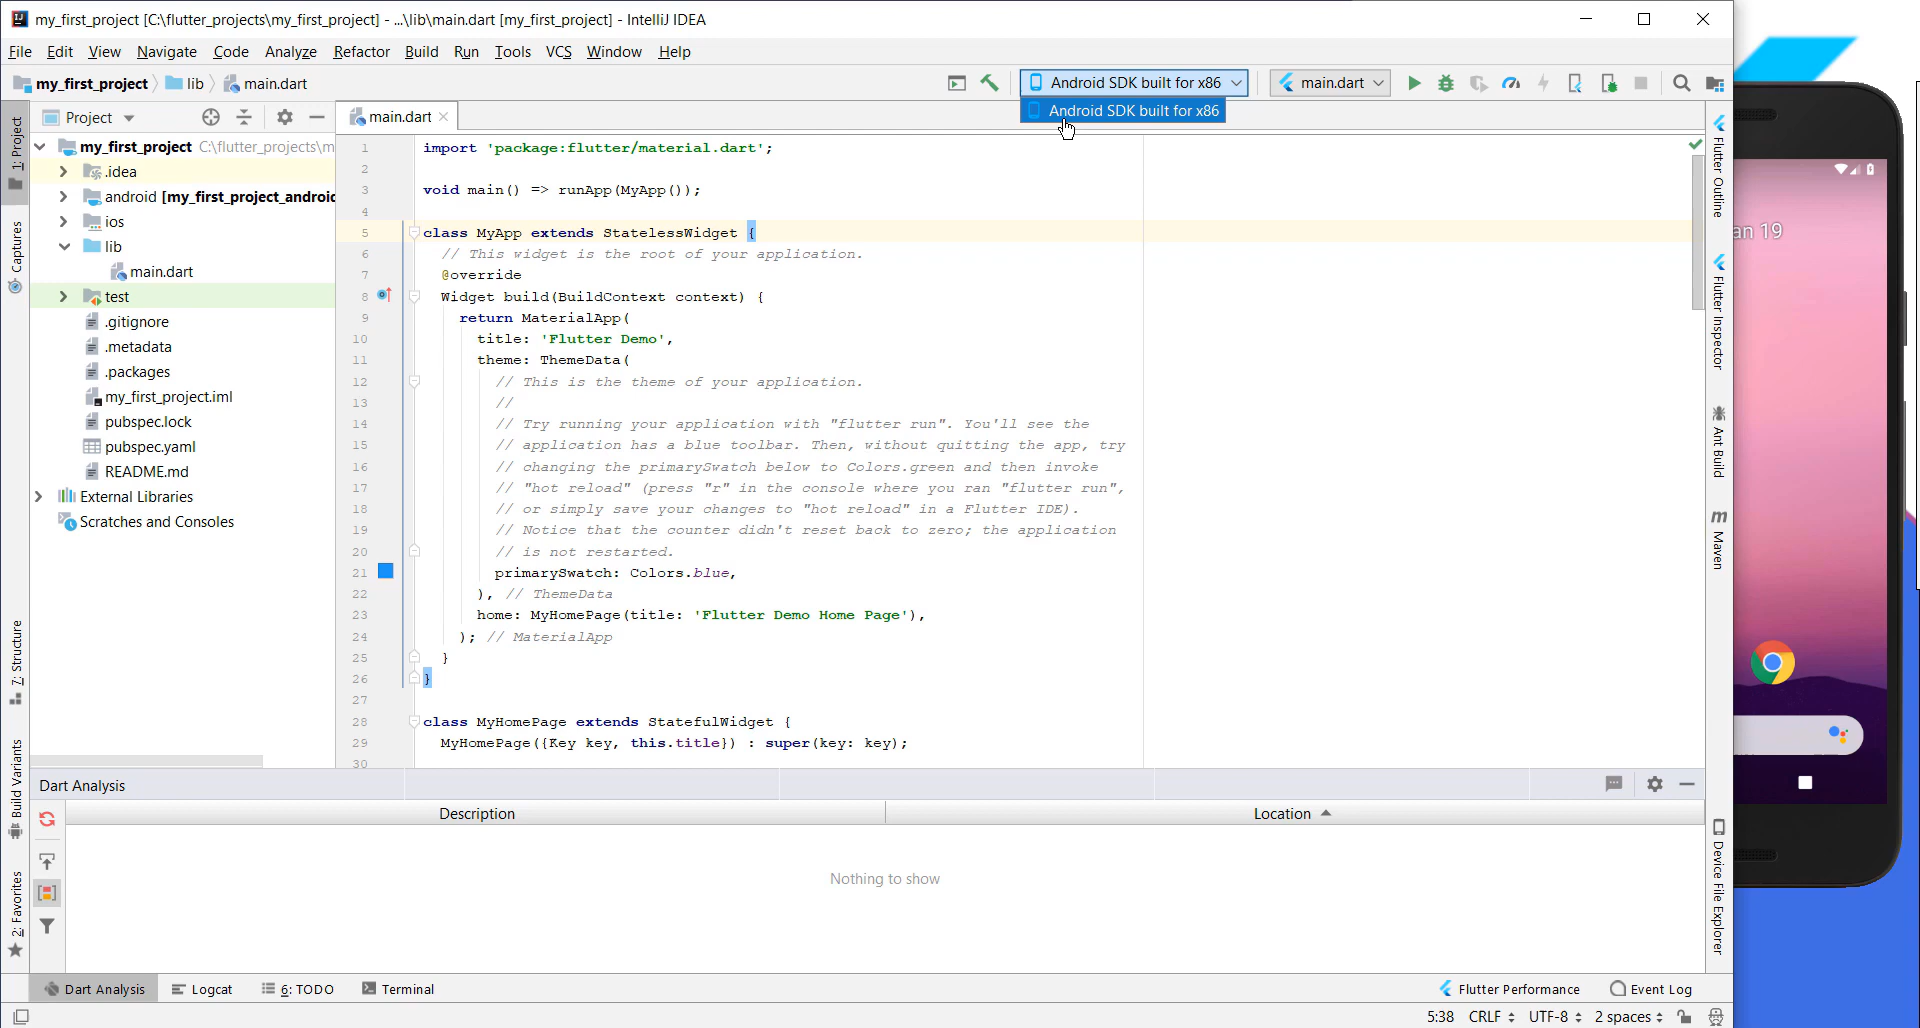 my_first_project [C:\flutter_projects\my_first_project] - ...\lib\main.dart [my_first_project] - IntelliJ IDEA
File Edit View Navigate Code Analyze Refactor Build Run Tools VCS Window Help
my_first_project lib main.dart
Android SDK built for x86
main.dart
Android SDK built for x86
1: Project
Captures
7: Structure
Build Variants
2: Favorites
Project
my_first_project C:\flutter_projects\m
.idea
android [my_first_project_android
ios
lib
main.dart
test
.gitignore
.metadata
.packages
my_first_project.iml
pubspec.lock
pubspec.yaml
README.md
External Libraries
Scratches and Consoles
main.dart
1 import 'package:flutter/material.dart';
2
3 void main() => runApp(MyApp());
4
5 class MyApp extends StatelessWidget {
6 // This widget is the root of your application.
7 @override
8 Widget build(BuildContext context) {
9 return MaterialApp(
10 title: 'Flutter Demo',
11 theme: ThemeData(
12 // This is the theme of your application.
13 //
14 // Try running your application with "flutter run". You'll see the
15 // application has a blue toolbar. Then, without quitting the app, try
16 // changing the primarySwatch below to Colors.green and then invoke
17 // "hot reload" (press "r" in the console where you ran "flutter run",
18 // or simply save your changes to "hot reload" in a Flutter IDE).
19 // Notice that the counter didn't reset back to zero; the application
20 // is not restarted.
21 primarySwatch: Colors.blue,
22 ), // ThemeData
23 home: MyHomePage(title: 'Flutter Demo Home Page'),
24 ); // MaterialApp
25 }
26 }
27
28 class MyHomePage extends StatefulWidget {
29 MyHomePage({Key key, this.title}) : super(key: key);
30
Flutter Outline
Flutter Inspector
Ant Build
m Maven
Device File Explorer
an 19
Dart Analysis
Description Location
Nothing to show
Dart Analysis Logcat 6: TODO Terminal Flutter Performance Event Log
5:38 CRLF UTF-8 2 spaces